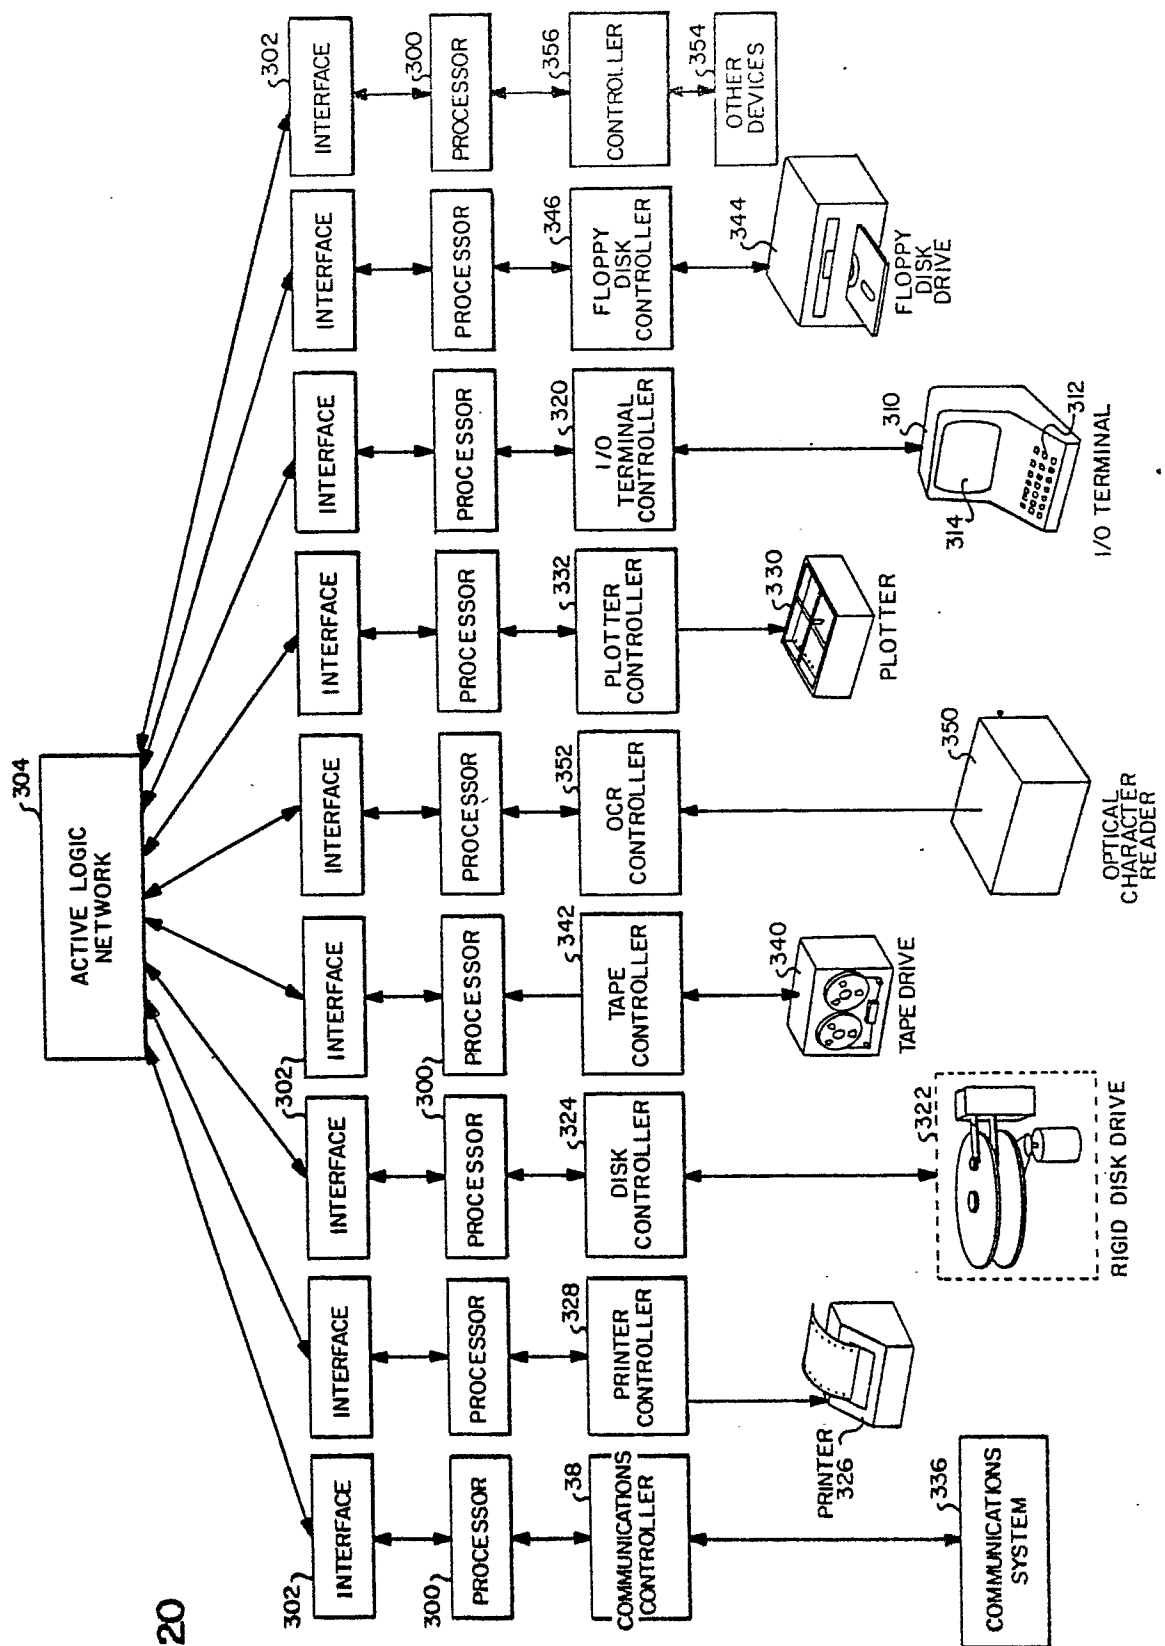 20
304
ACTIVE LOGIC
NETWORK
302
INTERFACE
INTERFACE
302
INTERFACE
INTERFACE
INTERFACE
INTERFACE
INTERFACE
INTERFACE
302
INTERFACE
300
PROCESSOR
PROCESSOR
300
PROCESSOR
PROCESSOR
PROCESSOR
PROCESSOR
PROCESSOR
PROCESSOR
300
PROCESSOR
38
COMMUNICATIONS
CONTROLLER
328
PRINTER
CONTROLLER
324
DISK
CONTROLLER
342
TAPE
CONTROLLER
352
OCR
CONTROLLER
332
PLOTTER
CONTROLLER
320
I/O
TERMINAL
CONTROLLER
346
FLOPPY
DISK
CONTROLLER
356
CONTROLLER
336
COMMUNICATIONS
SYSTEM
PRINTER
326
322
RIGID DISK DRIVE
340
TAPE DRIVE
350
OPTICAL
CHARACTER
READER
330
PLOTTER
310
314
312
I/O TERMINAL
344
FLOPPY
DISK
DRIVE
354
OTHER
DEVICES